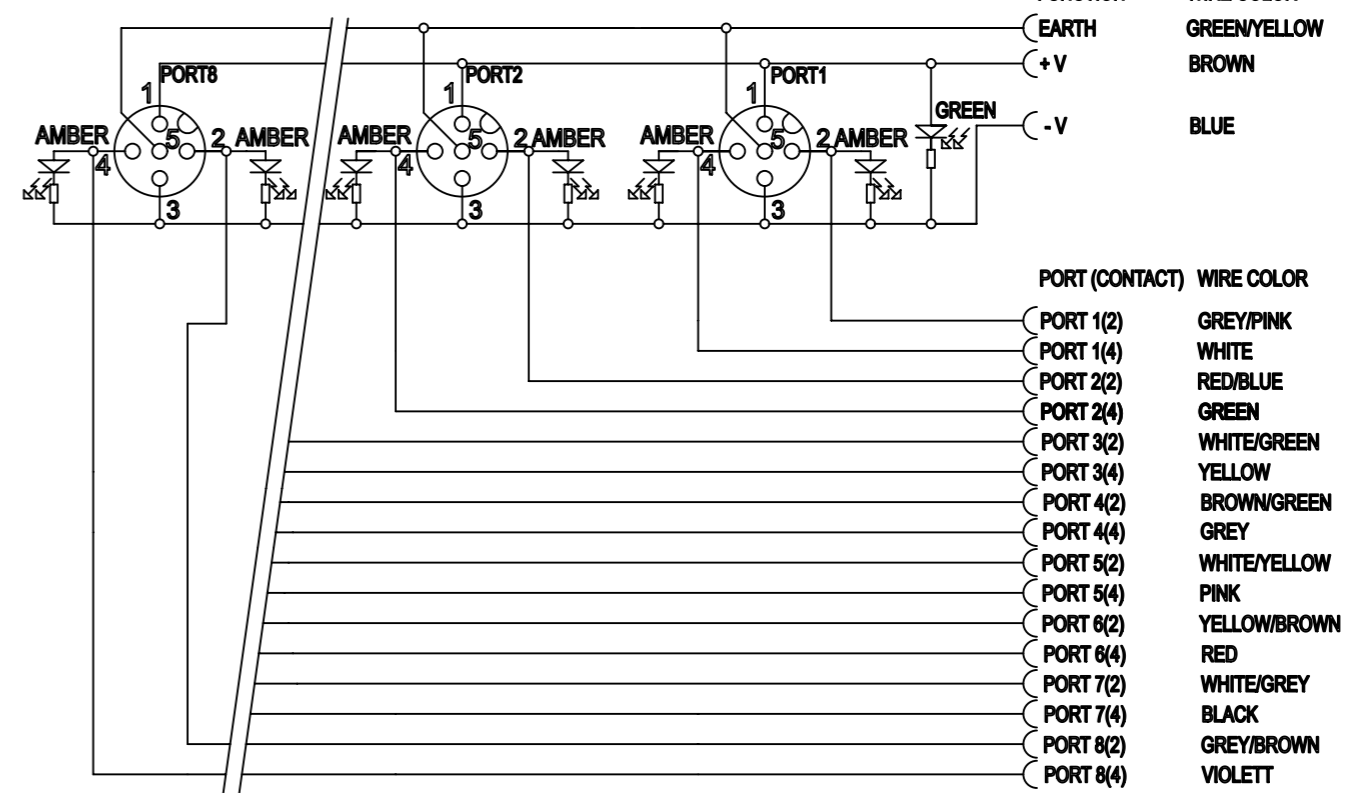 FUNCTION WIRE COLOR
EARTH GREEN/YELLOW
+ V BROWN
- V BLUE
PORT8 PORT2 PORT1
1 1 1
GREEN
AMBER 5 2 AMBER AMBER 5 2 AMBER AMBER 5 2 AMBER
4 4 4
3 3 3
PORT (CONTACT) WIRE COLOR
PORT 1(2) GREY/PINK
PORT 1(4) WHITE
PORT 2(2) RED/BLUE
PORT 2(4) GREEN
PORT 3(2) WHITE/GREEN
PORT 3(4) YELLOW
PORT 4(2) BROWN/GREEN
PORT 4(4) GREY
PORT 5(2) WHITE/YELLOW
PORT 5(4) PINK
PORT 6(2) YELLOW/BROWN
PORT 6(4) RED
PORT 7(2) WHITE/GREY
PORT 7(4) BLACK
PORT 8(2) GREY/BROWN
PORT 8(4) VIOLETT